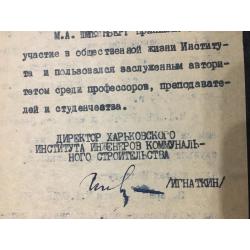 М.А.
участие в общественной жизни Институ-
та и пользовался заслуженным автори-
тетом среди профессоров, преподавате-
лей и студенчества.
ДИРЕКТОР ХАРЬКОВСКОГО
ИНСТИТУТА ИНЖЕНЕРОВ КОММУНАЛЬ-
НОГО СТРОИТЕЛЬСТВА
/ИГНАТКИН/